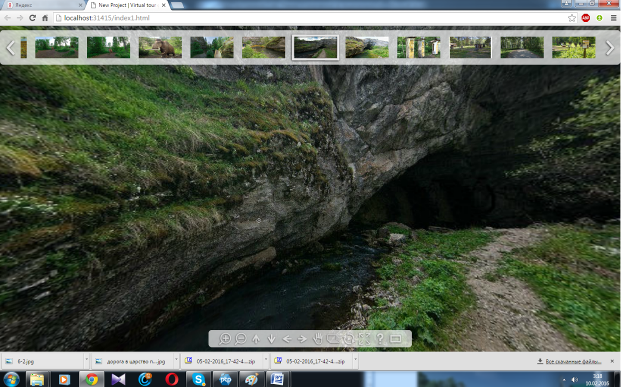 Яндекс
New Project | Virtual tour
localhost:31415/index1.html
6-2.jpg
дорога в царство п....jpg
05-02-2016_17-42-4....zip
05-02-2016_17-42-4....zip
Все скачанные файлы...
3:18
10.02.2016